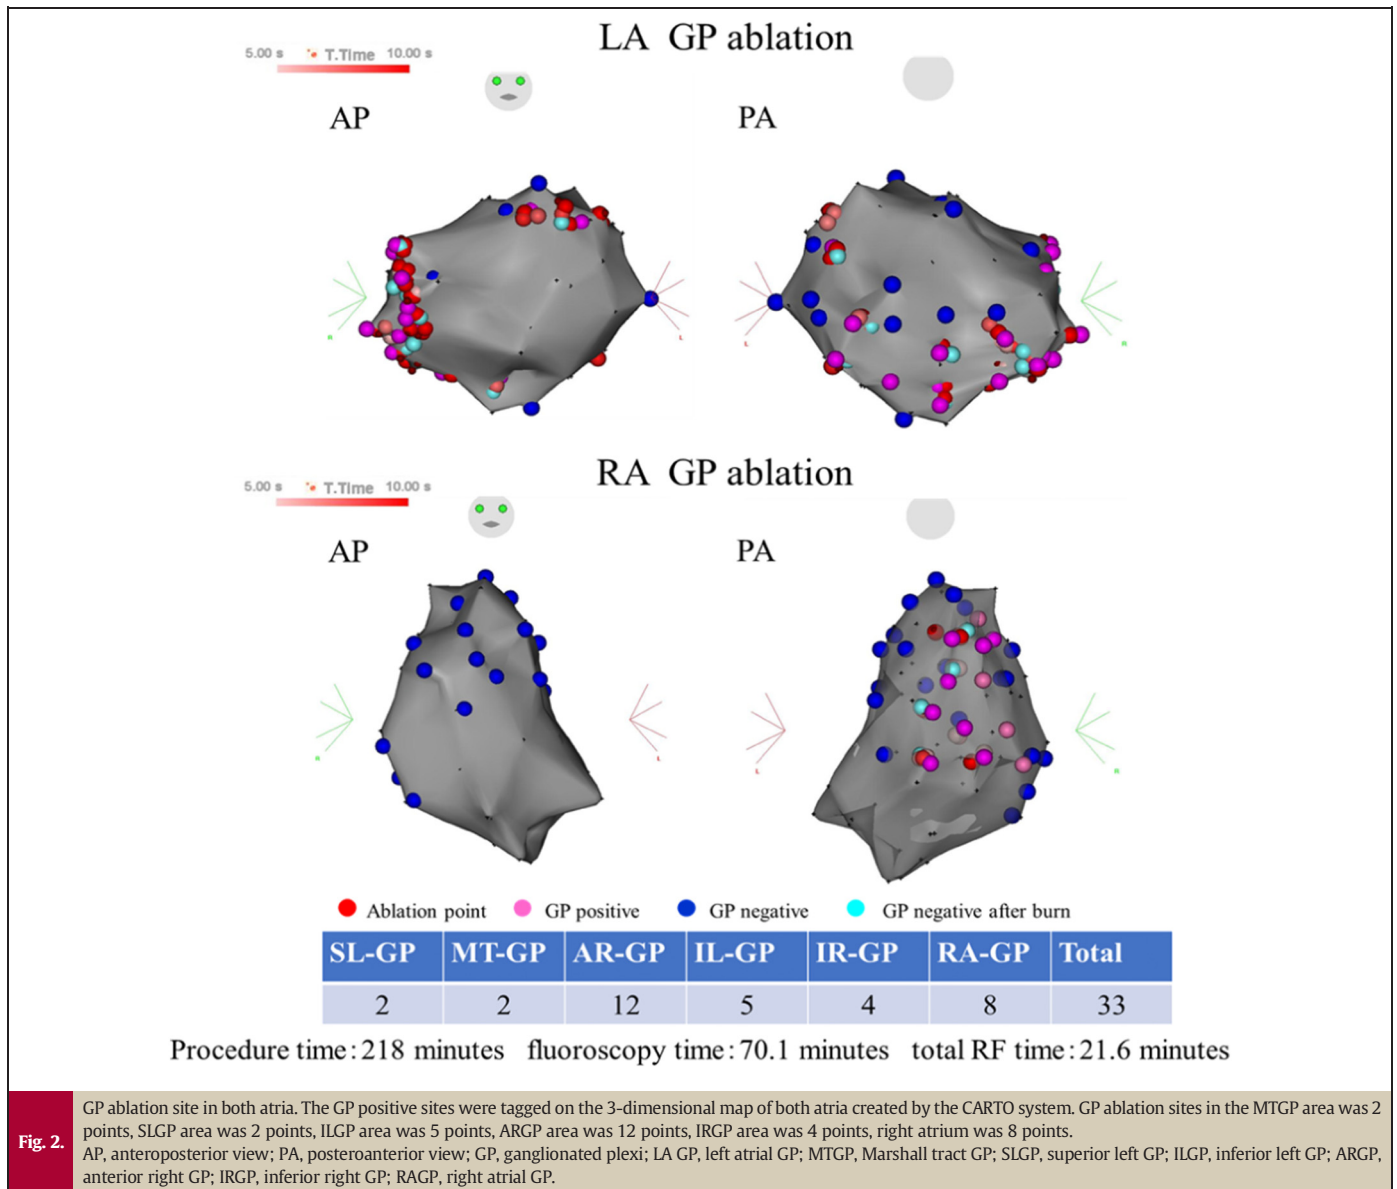 LA GP ablation
5.00 s T.Time 10.00 s
AP PA
R L L R
RA GP ablation
5.00 s T.Time 10.00 s
AP PA
R L L R
Ablation point GP positive GP negative GP negative after burn
SL-GP MT-GP AR-GP IL-GP IR-GP RA-GP Total
2 2 12 5 4 8 33
Procedure time:218 minutes fluoroscopy time:70.1 minutes total RF time:21.6 minutes
Fig. 2.
GP ablation site in both atria. The GP positive sites were tagged on the 3-dimensional map of both atria created by the CARTO system. GP ablation sites in the MTGP area was 2
points, SLGP area was 2 points, ILGP area was 5 points, ARGP area was 12 points, IRGP area was 4 points, right atrium was 8 points.
AP, anteroposterior view; PA, posteroanterior view; GP, ganglionated plexi; LA GP, left atrial GP; MTGP, Marshall tract GP; SLGP, superior left GP; ILGP, inferior left GP; ARGP,
anterior right GP; IRGP, inferior right GP; RAGP, right atrial GP.